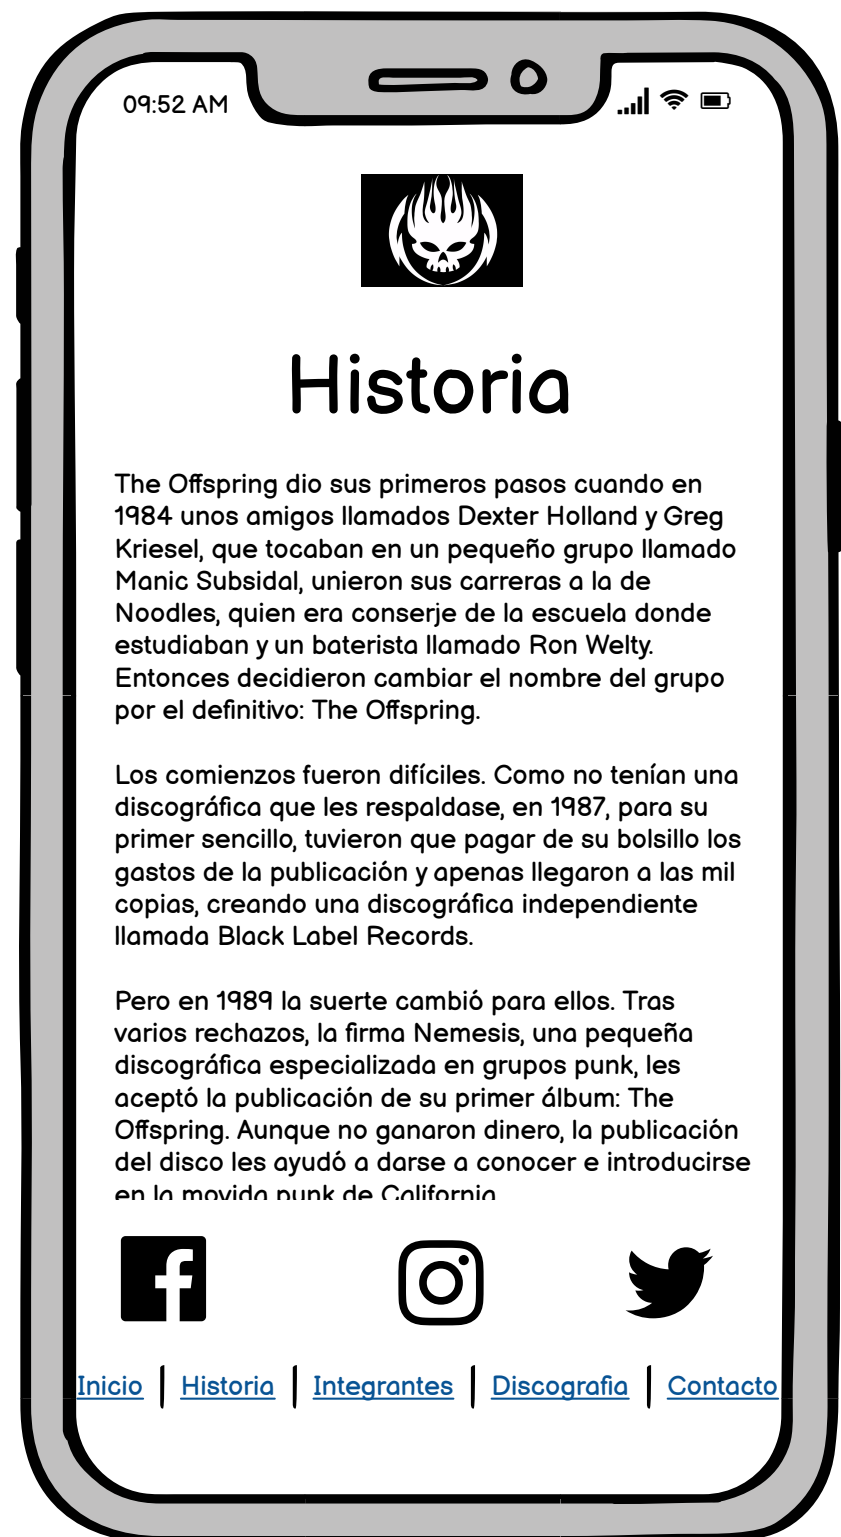 09:52 AM
Historia
The Offspring dio sus primeros pasos cuando en
1984 unos amigos llamados Dexter Holland y Greg
Kriesel, que tocaban en un pequeño grupo llamado
Manic Subsidal, unieron sus carreras a la de
Noodles, quien era conserje de la escuela donde
estudiaban y un baterista llamado Ron Welty.
Entonces decidieron cambiar el nombre del grupo
por el definitivo: The Offspring.
Los comienzos fueron difíciles. Como no tenían una
discográfica que les respaldase, en 1987, para su
primer sencillo, tuvieron que pagar de su bolsillo los
gastos de la publicación y apenas llegaron a las mil
copias, creando una discográfica independiente
llamada Black Label Records.
Pero en 1989 la suerte cambió para ellos. Tras
varios rechazos, la firma Nemesis, una pequeña
discográfica especializada en grupos punk, les
aceptó la publicación de su primer álbum: The
Offspring. Aunque no ganaron dinero, la publicación
del disco les ayudó a darse a conocer e introducirse
en la movida punk de California
Inicio | Historia | Integrantes | Discografia | Contacto